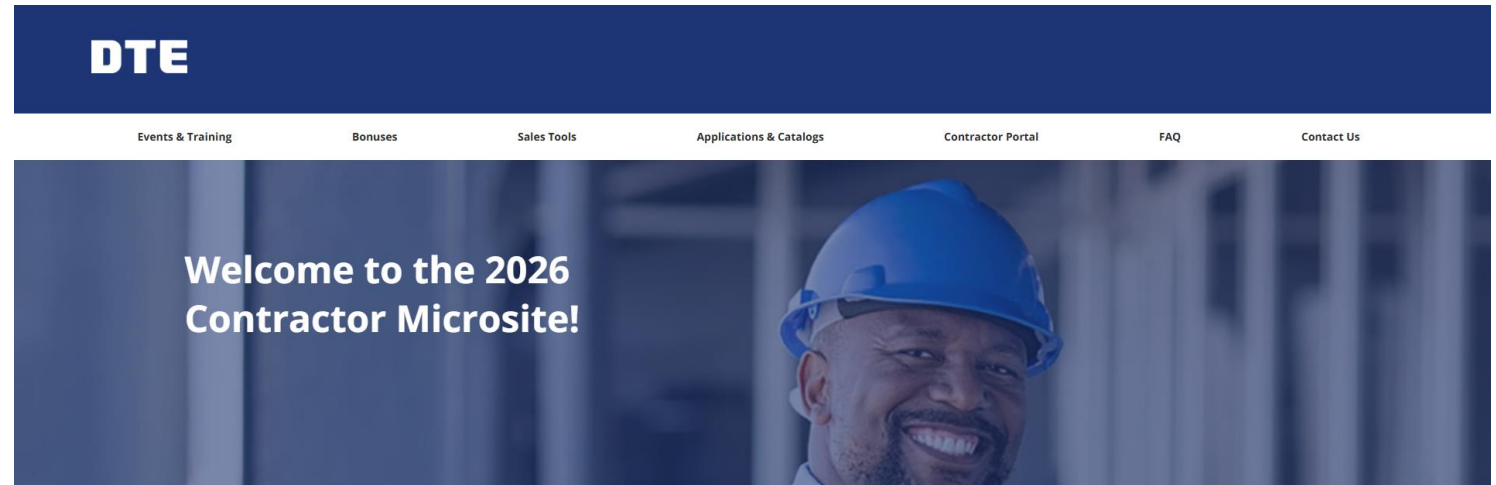 DTE
Events & Training
Bonuses
Sales Tools
Applications & Catalogs
Contractor Portal
FAQ
Contact Us
Welcome to the 2026
Contractor Microsite!